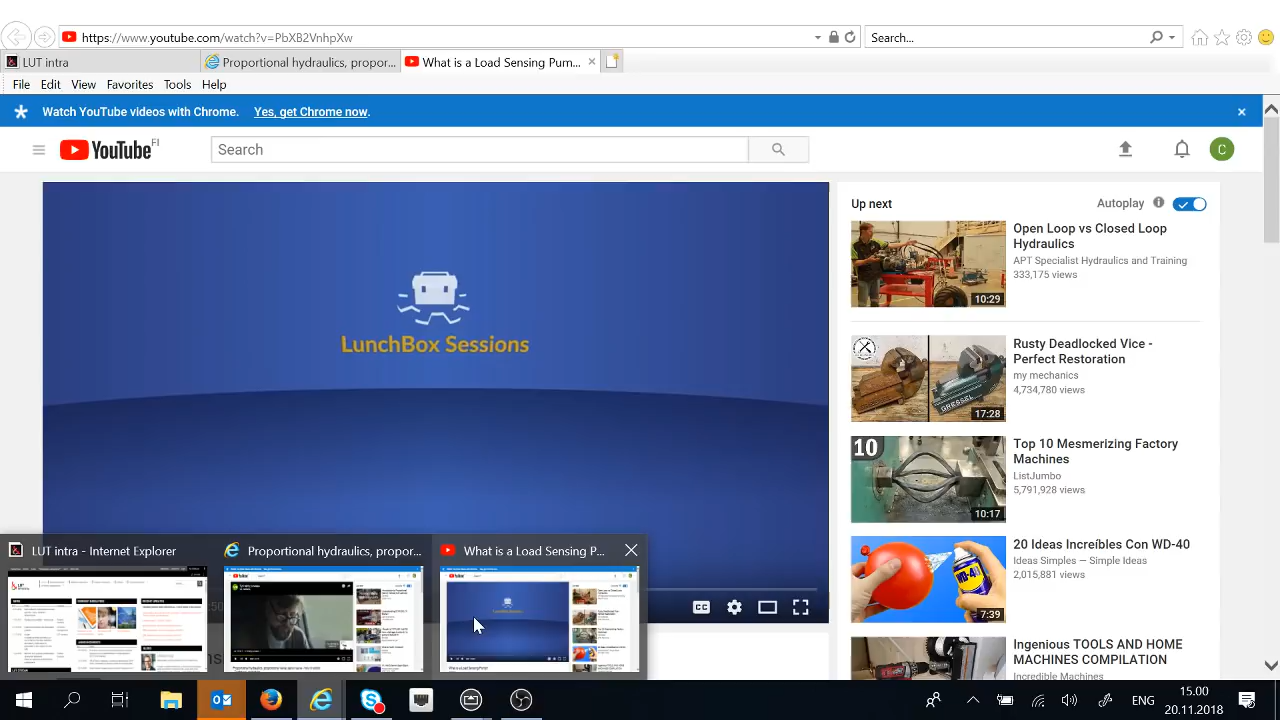 https://www.youtube.com/watch?v=PbXB2VnhpXw
Search...
LUT intra
Proportional hydraulics, propor...
What is a Load Sensing Pum...
File Edit View Favorites Tools Help
Watch YouTube videos with Chrome. Yes, get Chrome now.
YouTube FI
Search
C
LunchBox Sessions
Up next
Autoplay
Open Loop vs Closed Loop
Hydraulics
APT Specialist Hydraulics and Training
333,175 views
10:29
Rusty Deadlocked Vice -
Perfect Restoration
my mechanics
4,734,780 views
17:28
10
Top 10 Mesmerizing Factory
Machines
ListJumbo
5,791,928 views
10:17
20 Ideas Increíbles Con WD-40
Ideas Simples — Simple Ideas
WD-40
7:39
Ingenious TOOLS AND HOME
MACHINES COMPILATION
Incredible Machines
LUT intra - Internet Explorer
Proportional hydraulics, propor...
What is a Load Sensing P...
ENG
15.00
20.11.2018